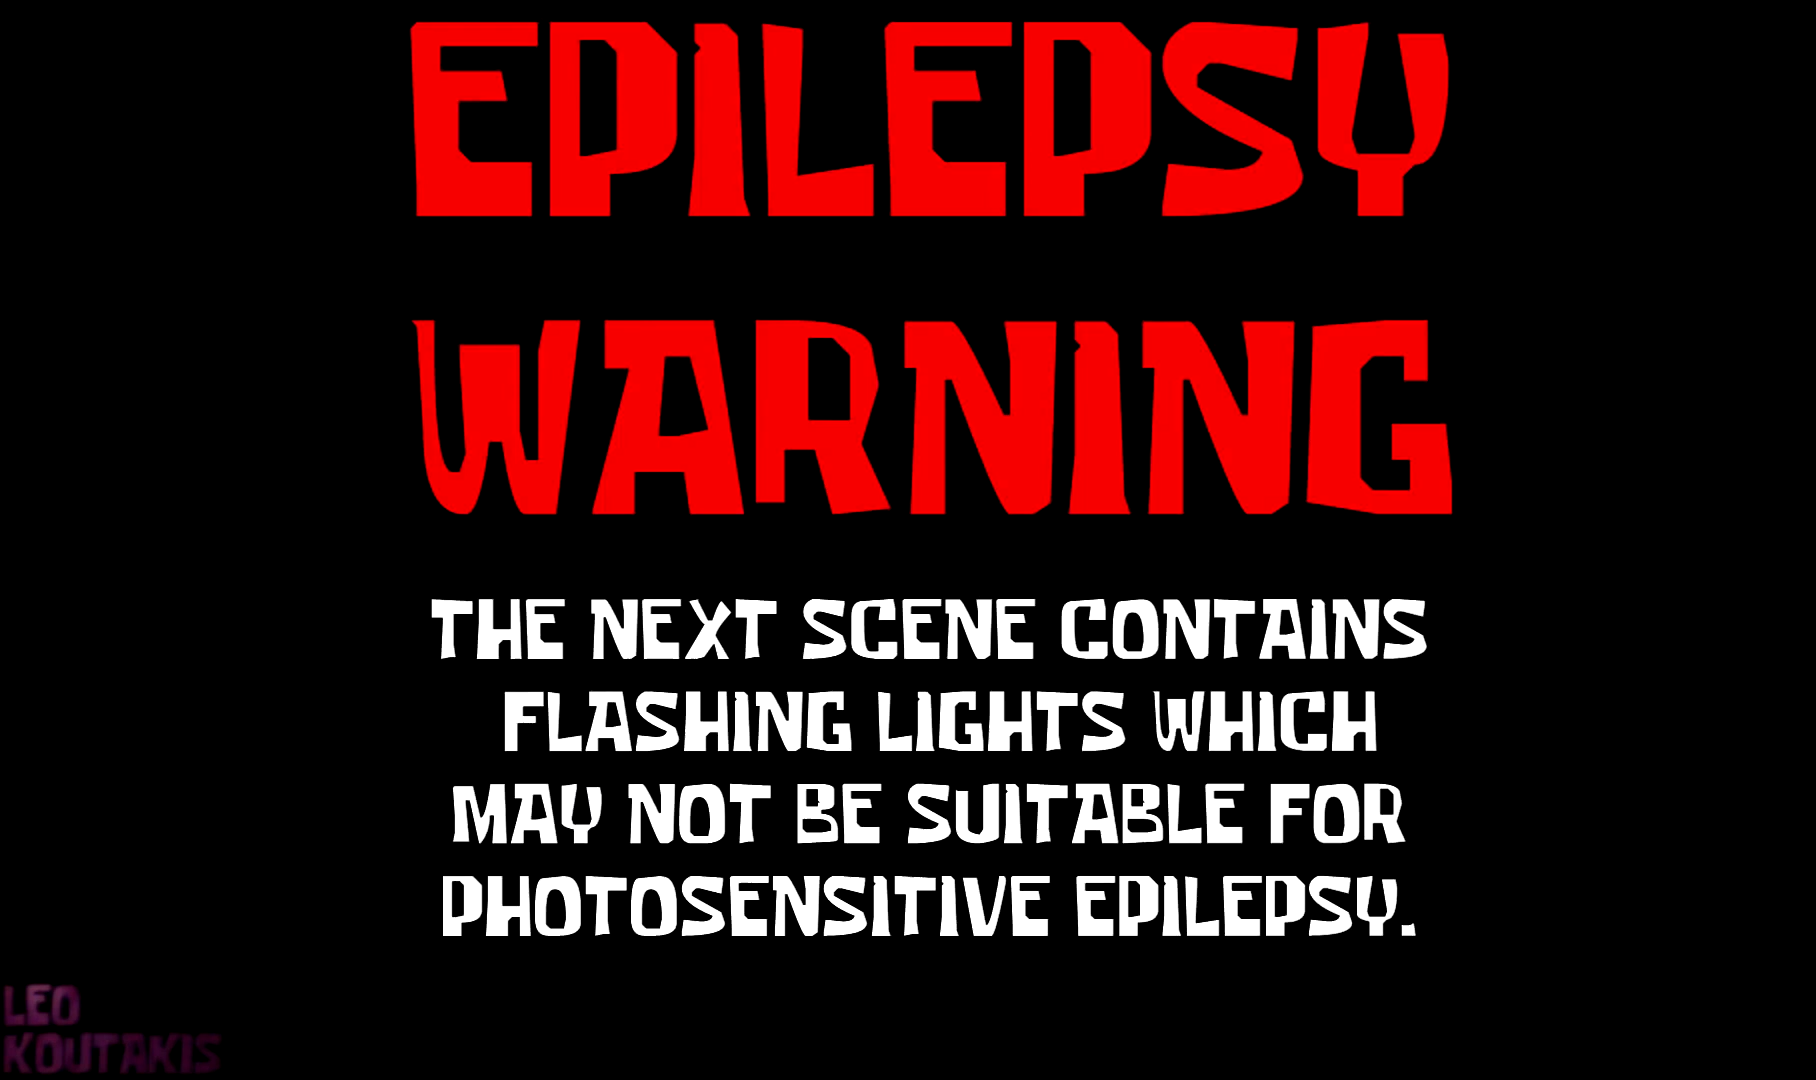 EPILEPSY
WARNING
THE NEXT SCENE CONTAINS
FLASHING LIGHTS WHICH
MAY NOT BE SUITABLE FOR
PHOTOSENSITIVE EPILEPSY.
LEO
KOUTAKIS